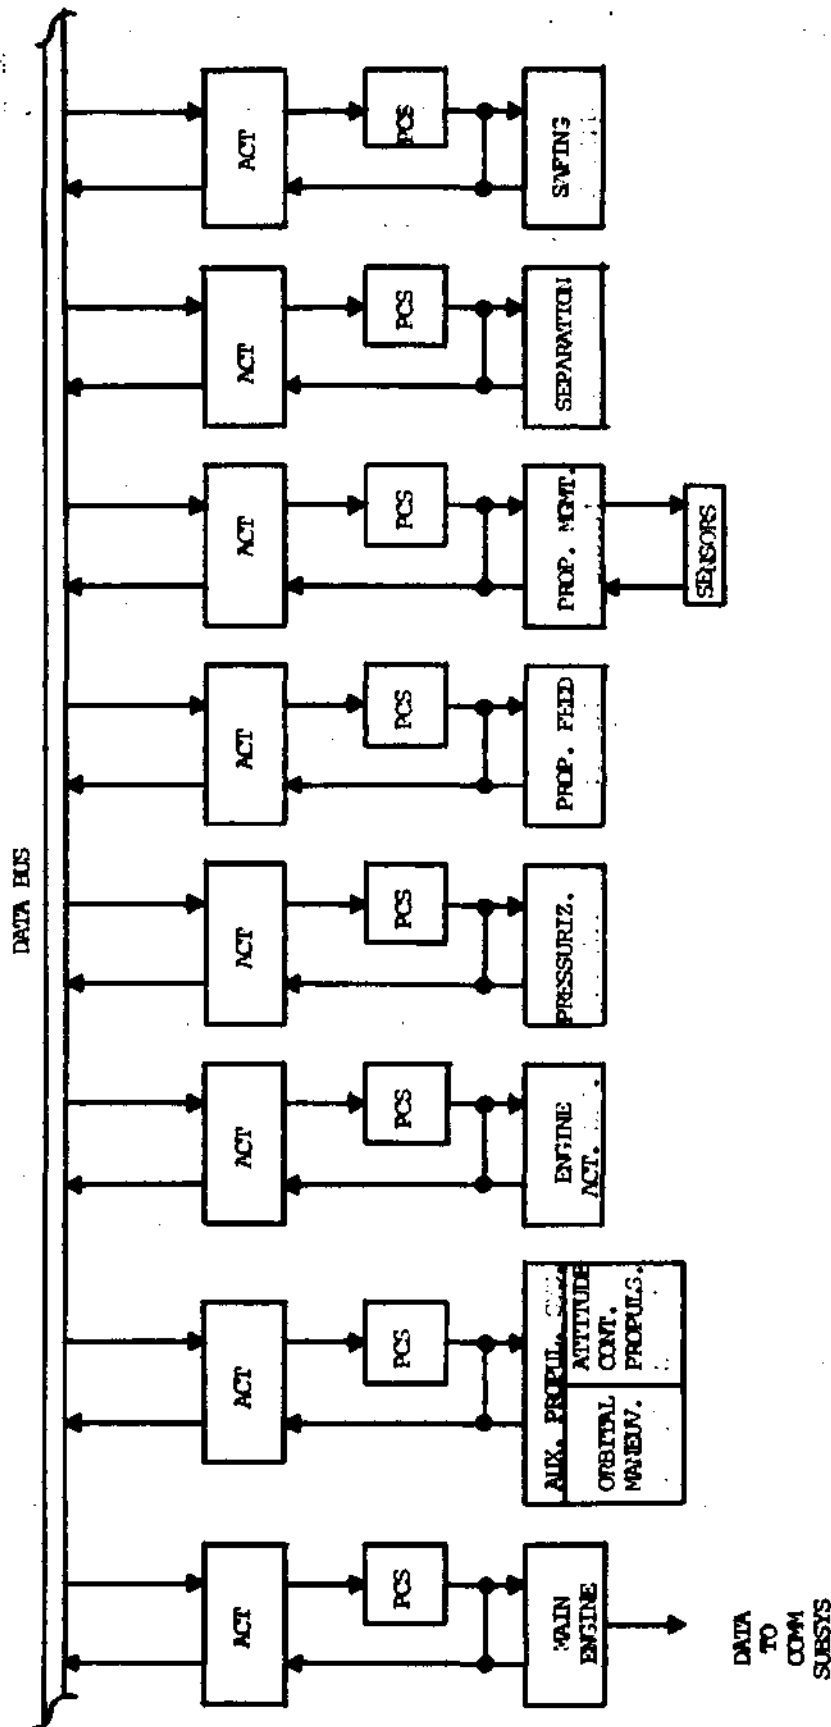 DATA BUS
ACT
ACT
ACT
ACT
ACT
ACT
ACT
ACT
PCS
PCS
PCS
PCS
PCS
PCS
PCS
PCS
MAIN
ENGINE
AUX. PROPUL.
ORBITAL
MANEUV.
ATTITUDE
CONT.
PROPULS.
ENGINE
ACT.
PRESSURIZ.
PROP. FEED
PROP. MGMT.
SEPARATION
SAFING
SENSORS
DATA
TO
COMM
SUBSYS